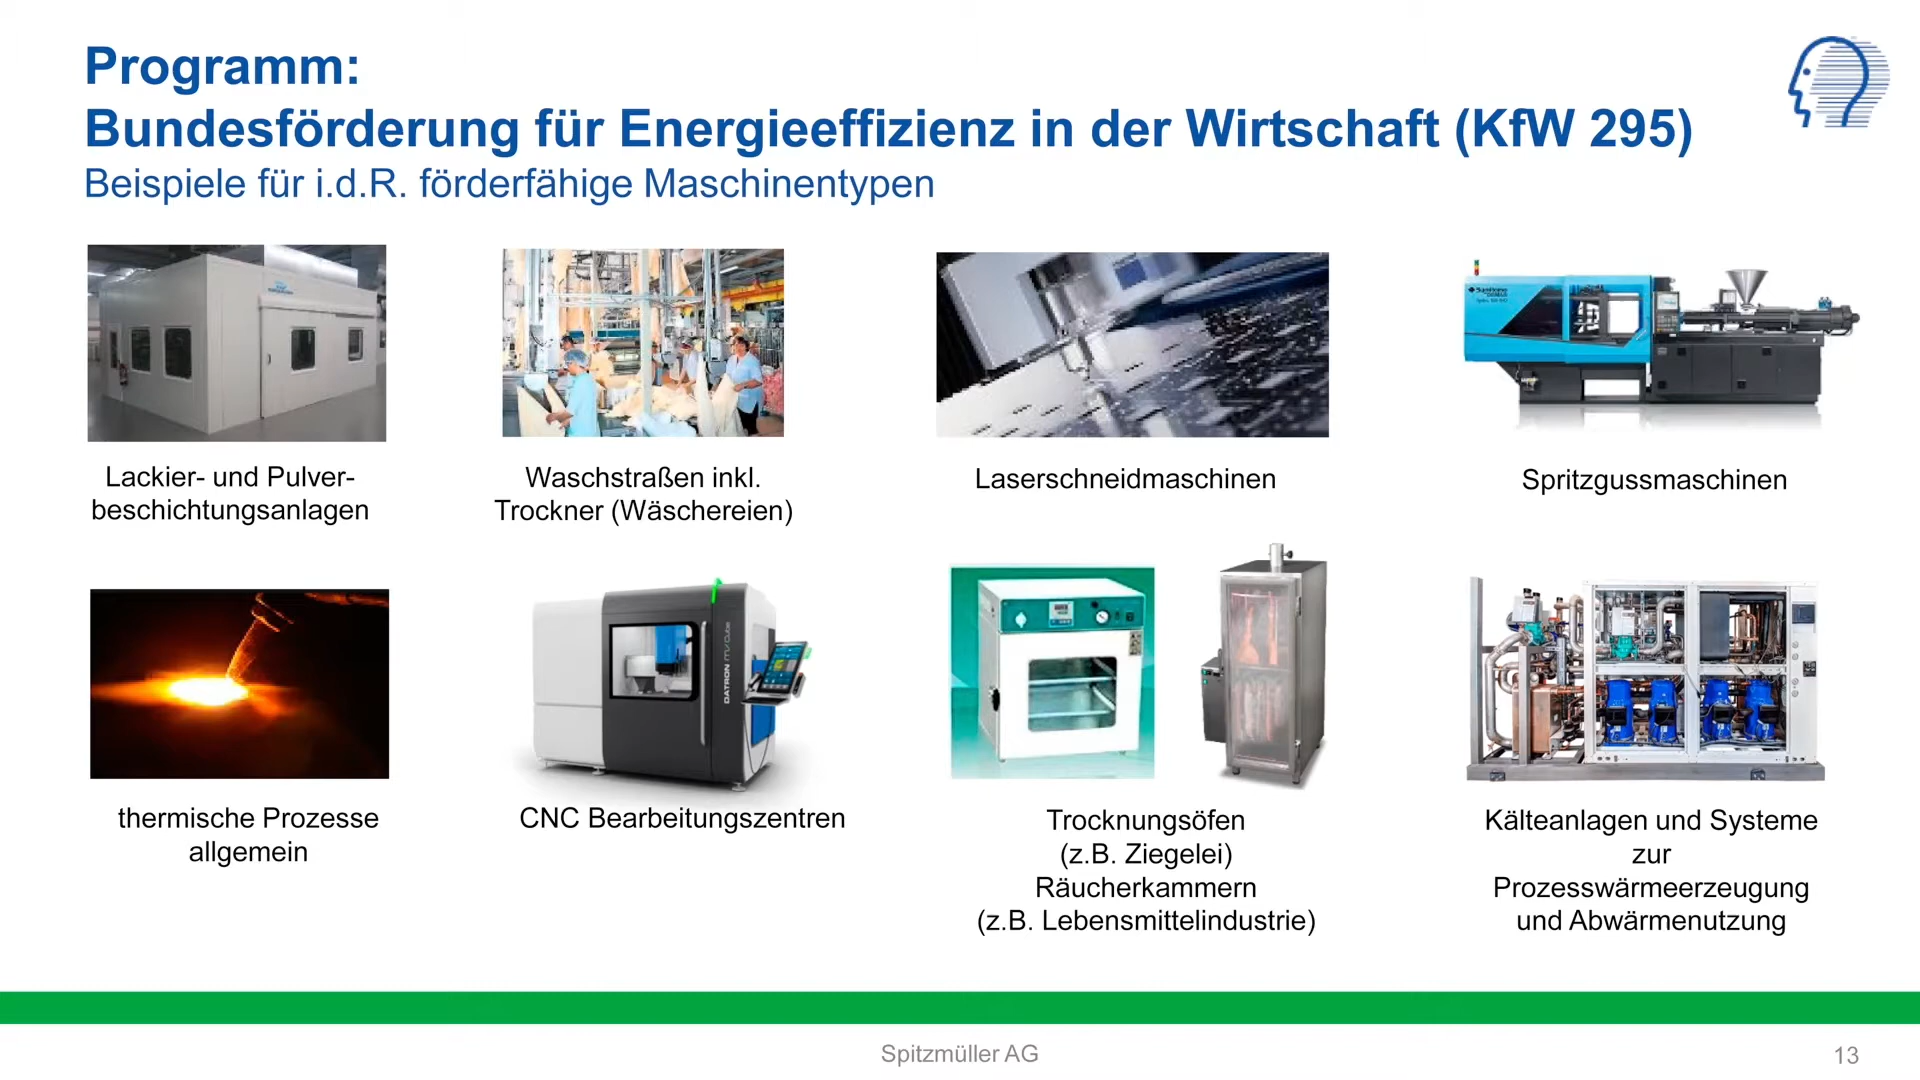 Programm:
Bundesförderung für Energieeffizienz in der Wirtschaft (KfW 295)
Beispiele für i.d.R. förderfähige Maschinentypen
Lackier- und Pulver-
beschichtungsanlagen
Waschstraßen inkl.
Trockner (Wäschereien)
Laserschneidmaschinen
Spritzgussmaschinen
thermische Prozesse
allgemein
DATRON
CNC Bearbeitungszentren
Trocknungsöfen
(z.B. Ziegelei)
Räucherkammern
(z.B. Lebensmittelindustrie)
Kälteanlagen und Systeme
zur
Prozesswärmeerzeugung
und Abwärmenutzung
Spitzmüller AG
13